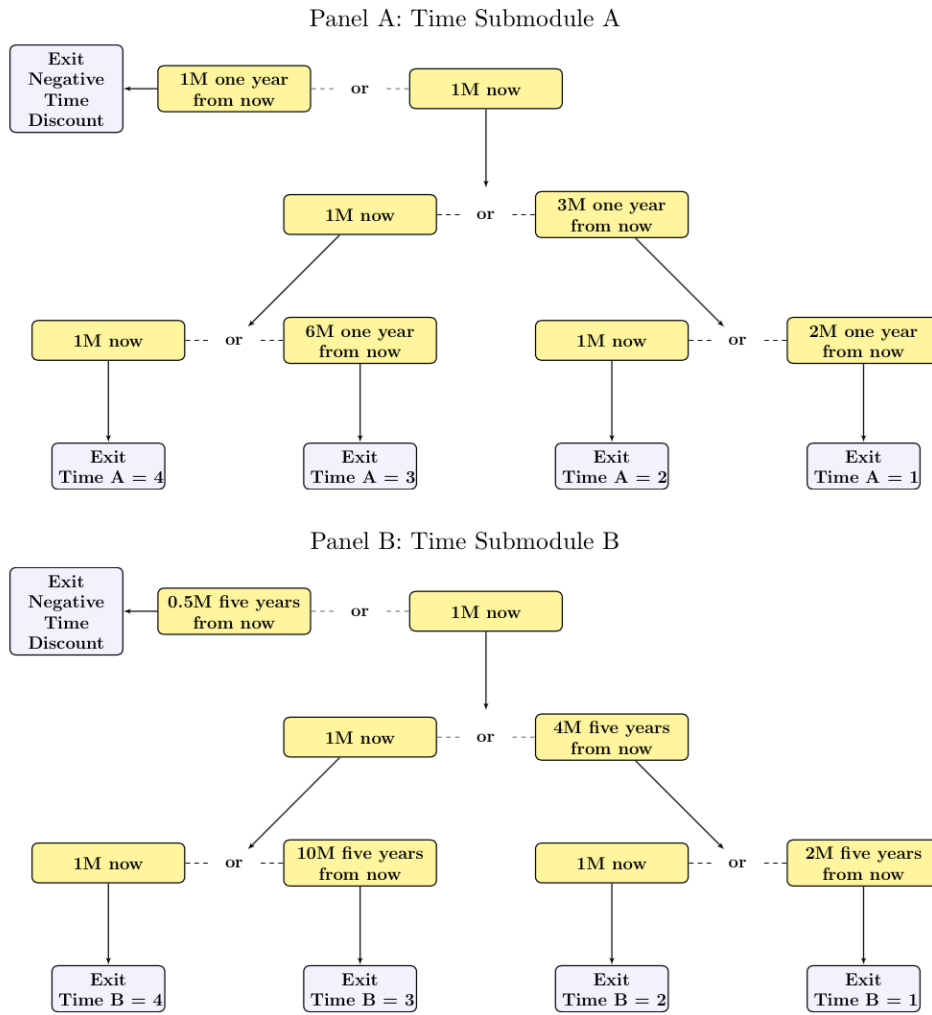 Panel A: Time Submodule A
Exit
Negative
Time
Discount
1M one year
from now
or
1M now
1M now
or
3M one year
from now
1M now
or
6M one year
from now
1M now
or
2M one year
from now
Exit
Time A = 4
Exit
Time A = 3
Exit
Time A = 2
Exit
Time A = 1
Panel B: Time Submodule B
Exit
Negative
Time
Discount
0.5M five years
from now
or
1M now
1M now
or
4M five years
from now
1M now
or
10M five years
from now
1M now
or
2M five years
from now
Exit
Time B = 4
Exit
Time B = 3
Exit
Time B = 2
Exit
Time B = 1